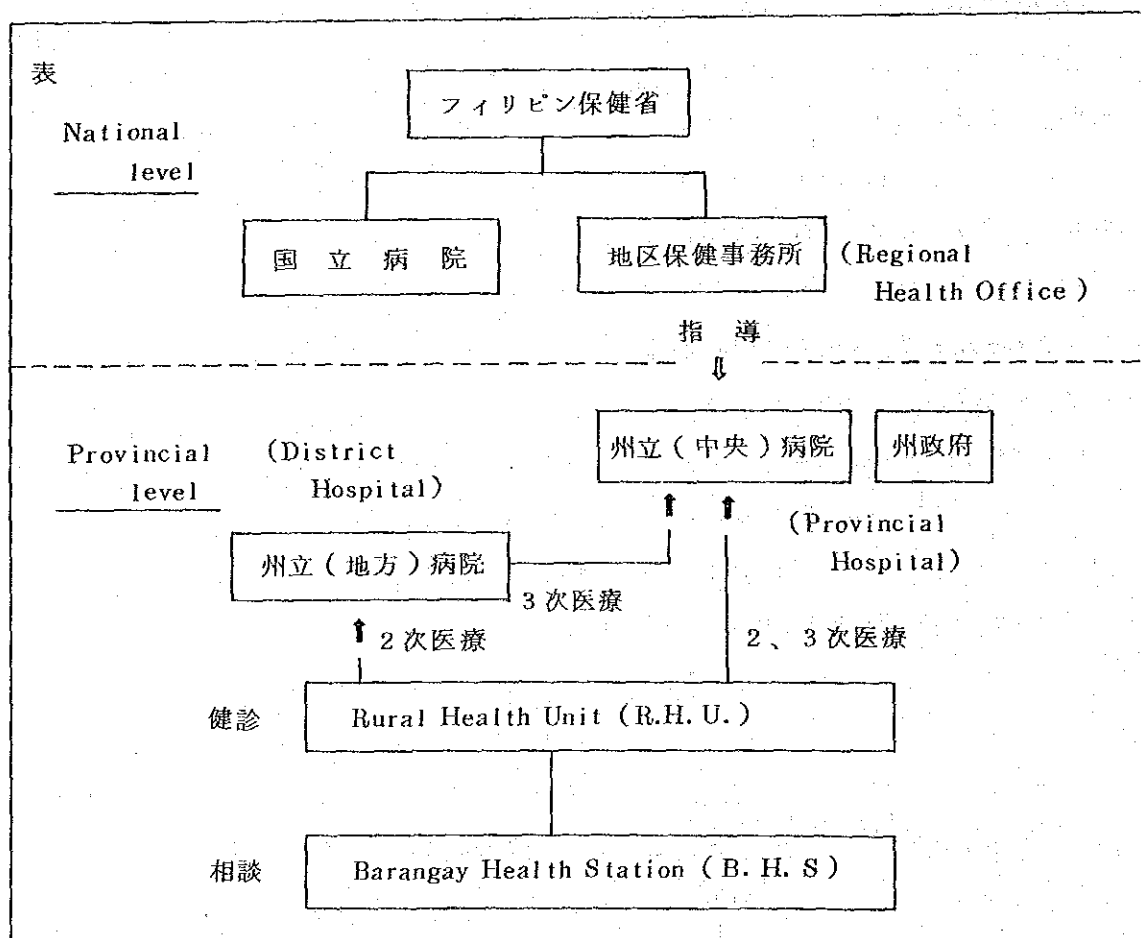 表
フィリピン保健省
National
level
国立病院
地区保健事務所
(Regional
Health Office)
指導
州立(中央)病院
州政府
Provincial
level
(District
Hospital)
(Provincial
Hospital)
州立(地方)病院
3次医療
2次医療
2、3次医療
健診
Rural Health Unit (R.H.U.)
相談
Barangay Health Station (B.H.S)